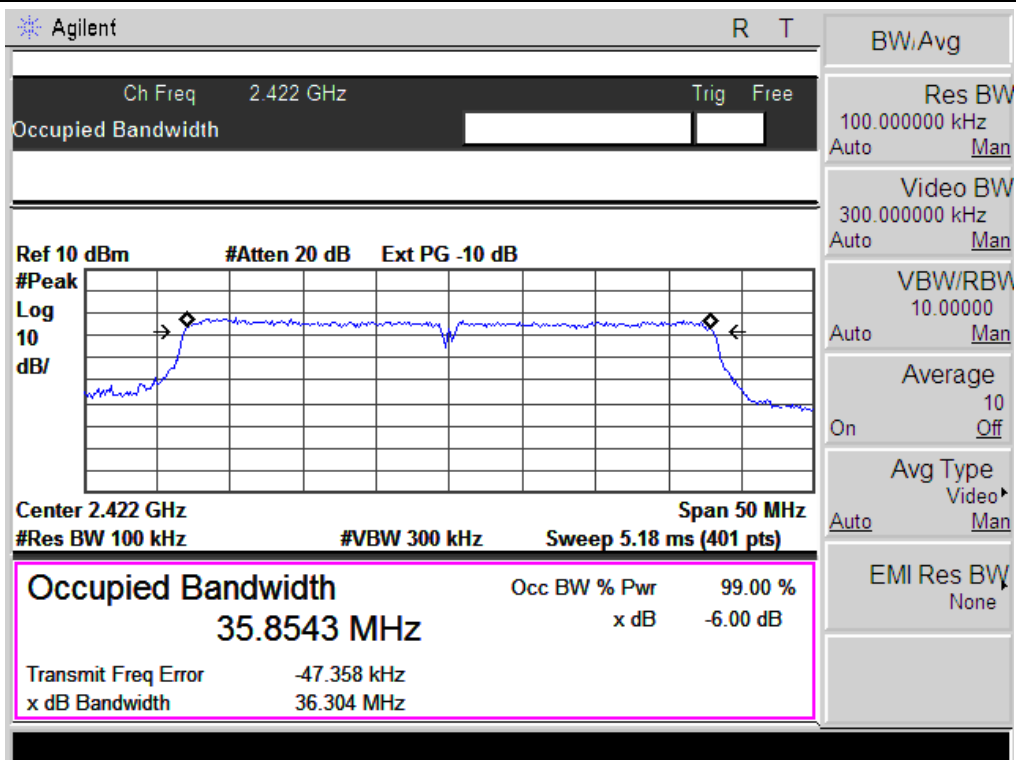 Agilent R T
Ch Freq 2.422 GHz Trig Free
Occupied Bandwidth
Ref 10 dBm #Atten 20 dB Ext PG -10 dB
#Peak
Log
10
dB/
Center 2.422 GHz Span 50 MHz
#Res BW 100 kHz #VBW 300 kHz Sweep 5.18 ms (401 pts)
Occupied Bandwidth
35.8543 MHz
Occ BW % Pwr 99.00 %
x dB -6.00 dB
Transmit Freq Error -47.358 kHz
x dB Bandwidth 36.304 MHz
BW/Avg
Res BW
100.000000 kHz
Auto Man
Video BW
300.000000 kHz
Auto Man
VBW/RBW
10.00000
Auto Man
Average
10
On Off
Avg Type
Video
Auto Man
EMI Res BW
None